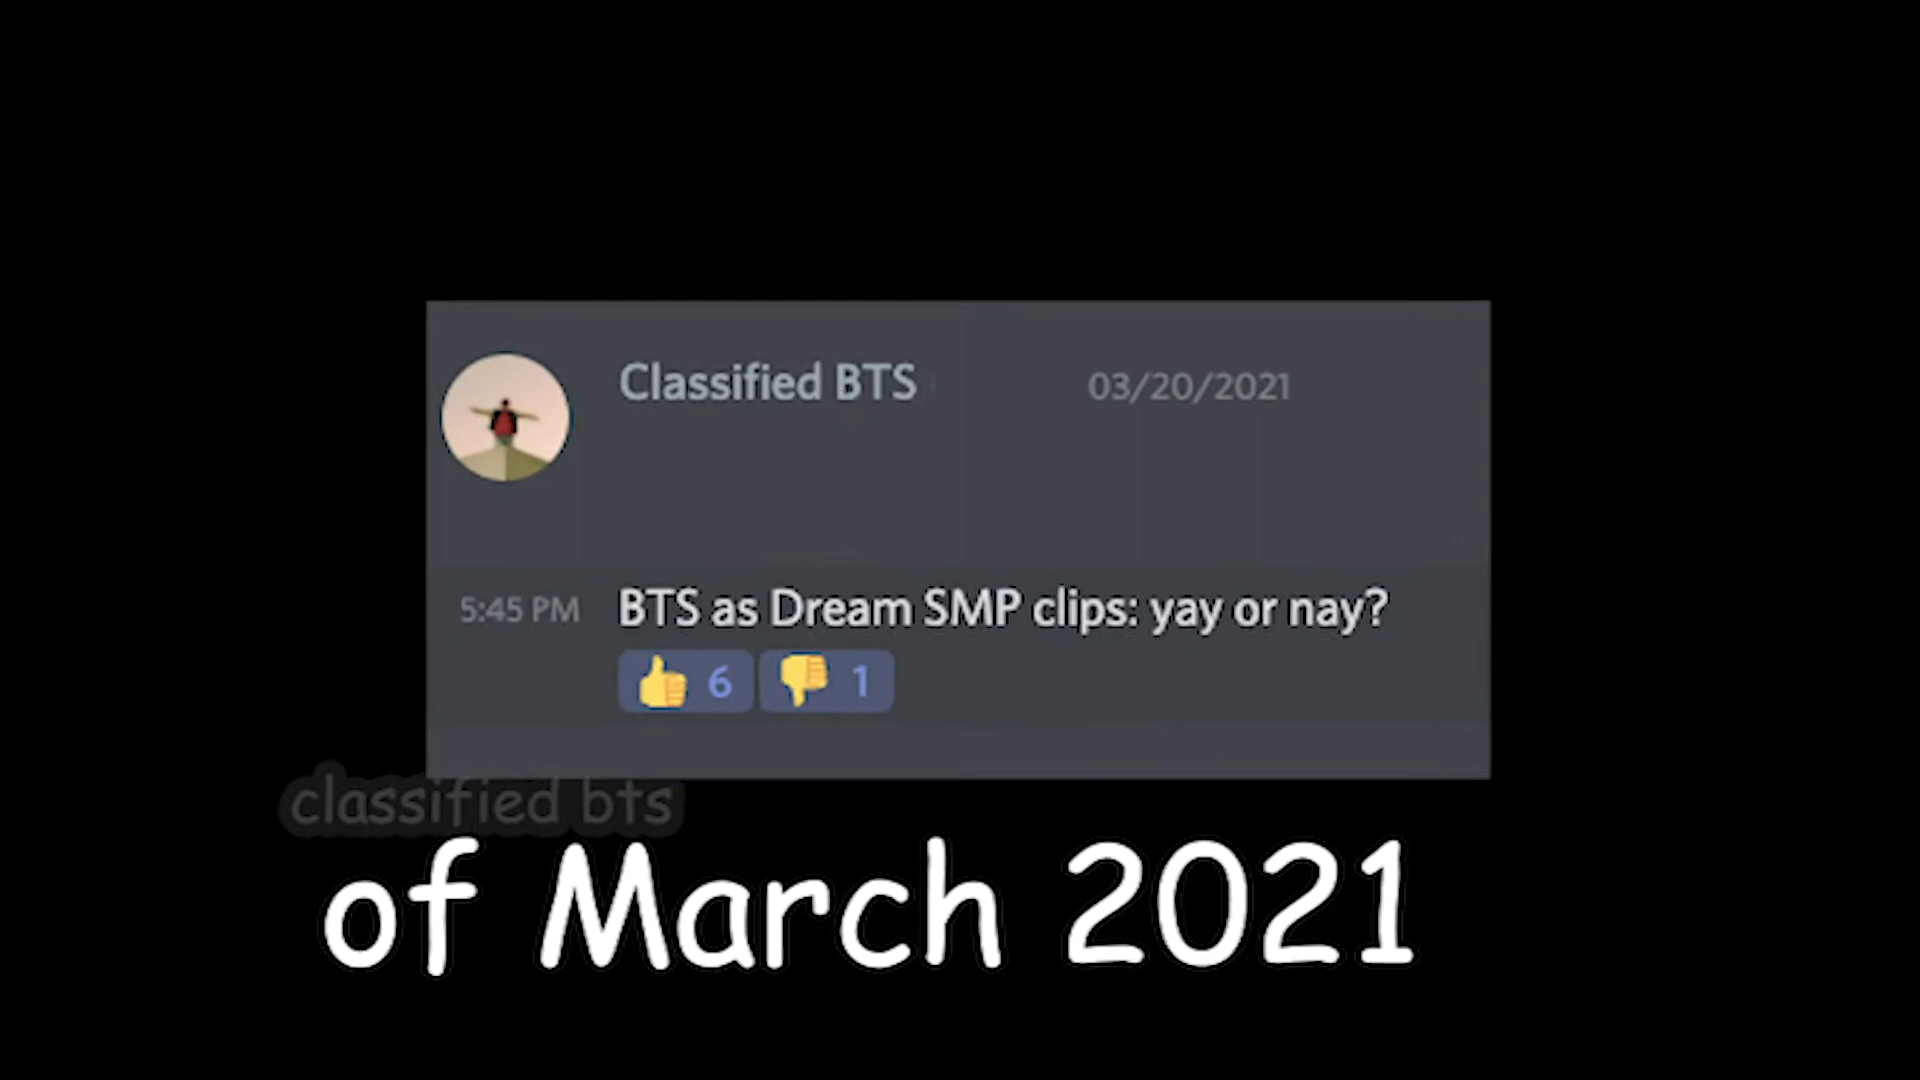 Classified BTS 03/20/2021
5:45 PM BTS as Dream SMP clips: yay or nay?
👍 6 👎 1
classified bts
of March 2021